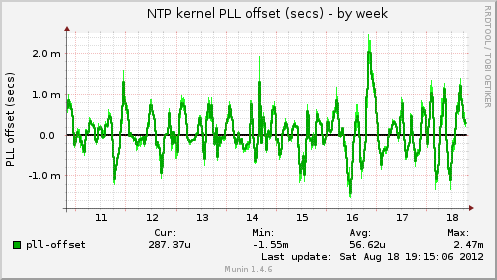 NTP kernel PLL offset (secs) - by week
RRDTOOL / TOBI OETIKER
PLL offset (secs)
2.0 m
1.0 m
0.0
-1.0 m
11 12 13 14 15 16 17 18
Cur: Min: Avg: Max:
pll-offset 287.37u -1.55m 56.62u 2.47m
Last update: Sat Aug 18 19:15:06 2012
Munin 1.4.6